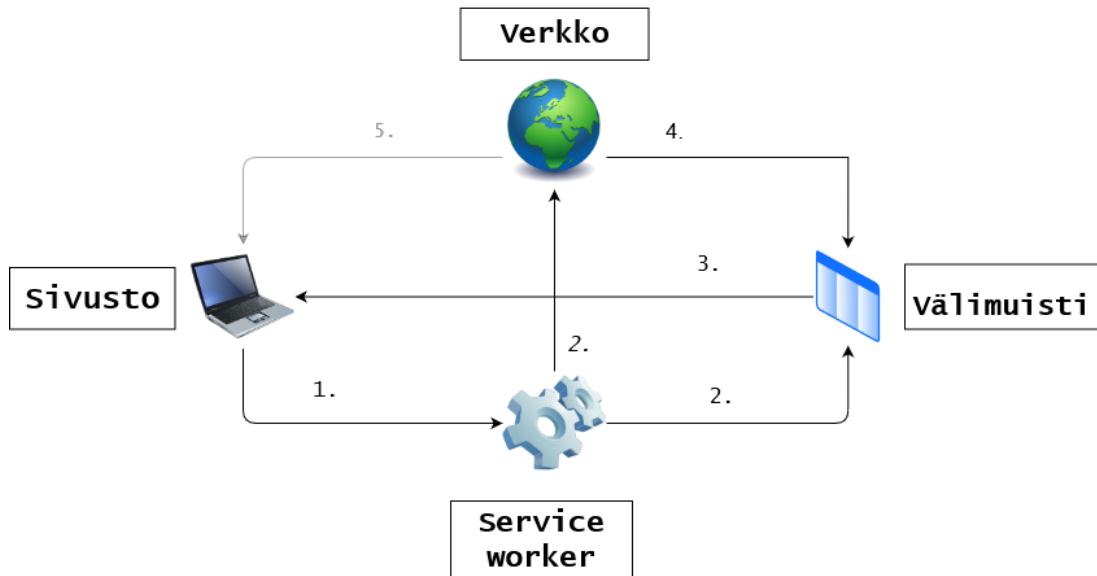 Verkko
5.
4.
3.
Sivusto
Välimuisti
2.
1.
2.
Service
worker